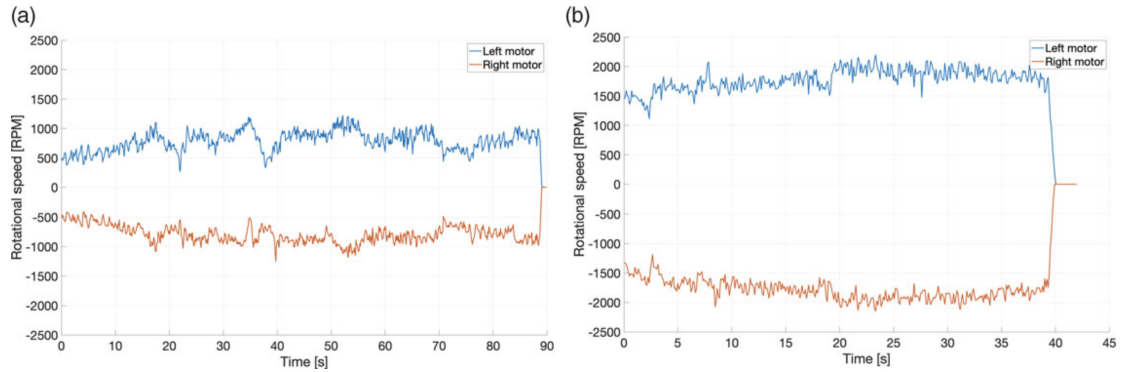 (a)
2500
2000
1500
1000
500
0
-500
-1000
-1500
-2000
-2500
Rotational speed [RPM]
0 10 20 30 40 50 60 70 80 90
Time [s]
Left motor
Right motor
(b)
2500
2000
1500
1000
500
0
-500
-1000
-1500
-2000
-2500
Rotational speed [RPM]
0 5 10 15 20 25 30 35 40 45
Time [s]
Left motor
Right motor